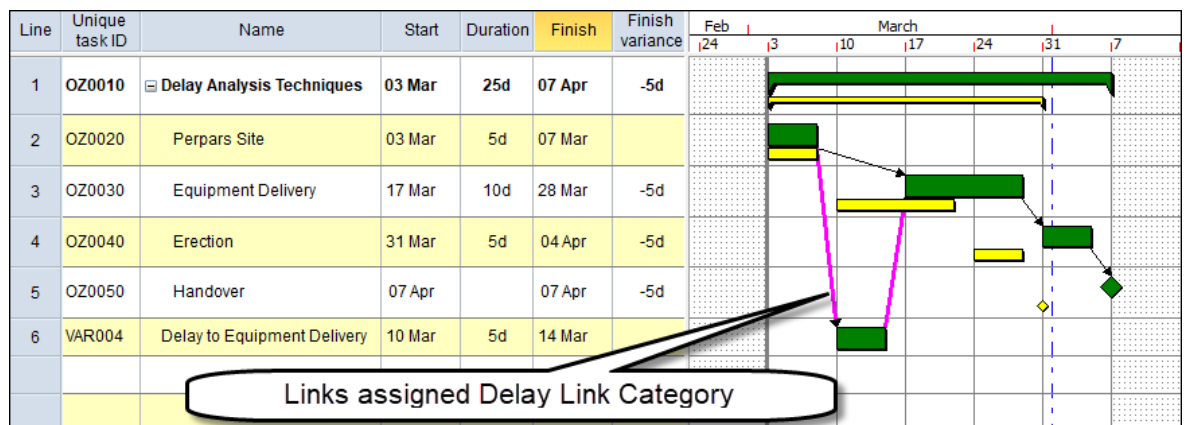 Line Unique task ID Name Start Duration Finish Finish variance Feb March
24 3 10 17 24 31 7
1 OZ0010 Delay Analysis Techniques 03 Mar 25d 07 Apr -5d
2 OZ0020 Perpars Site 03 Mar 5d 07 Mar
3 OZ0030 Equipment Delivery 17 Mar 10d 28 Mar -5d
4 OZ0040 Erection 31 Mar 5d 04 Apr -5d
5 OZ0050 Handover 07 Apr 07 Apr -5d
6 VAR004 Delay to Equipment Delivery 10 Mar 5d 14 Mar
Links assigned Delay Link Category